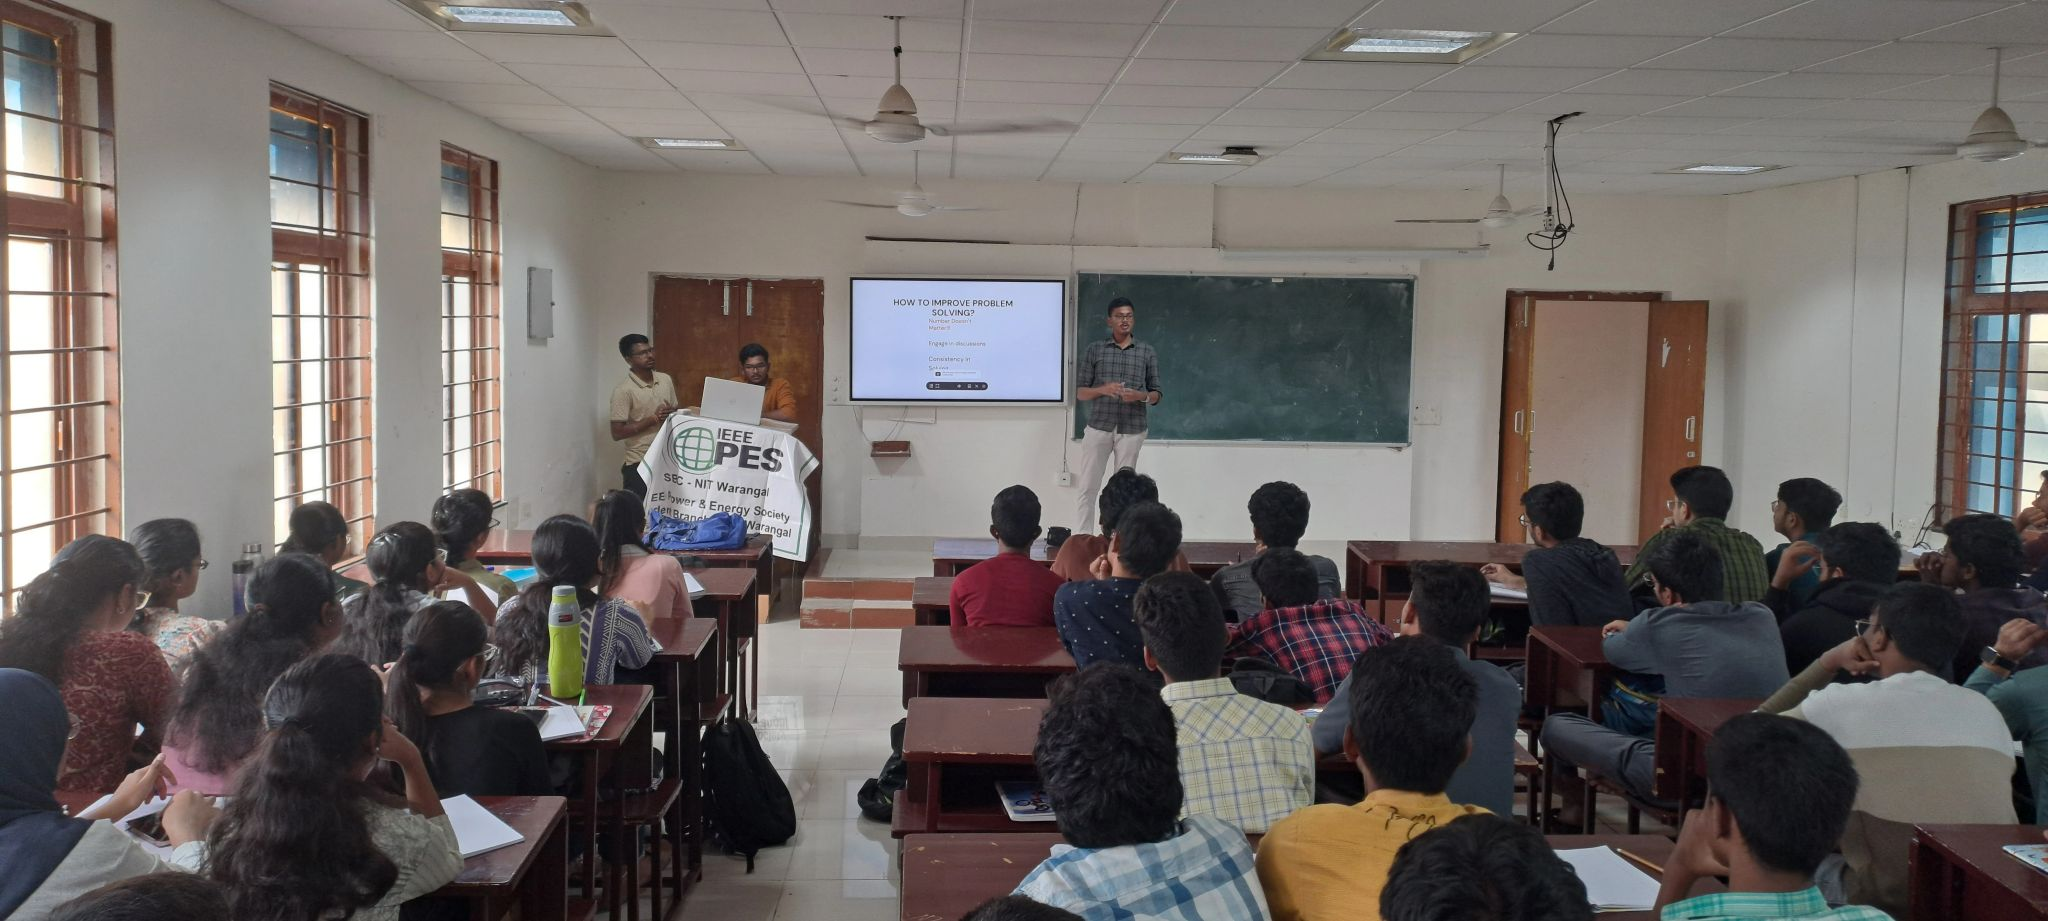 HOW TO IMPROVE PROBLEM
SOLVING?
Number Doesn't
Matter!!
Engage in discussions
Consistency in
IEEE
PES
SBC - NIT Warangal
Power & Energy Society
Branch
Warangal